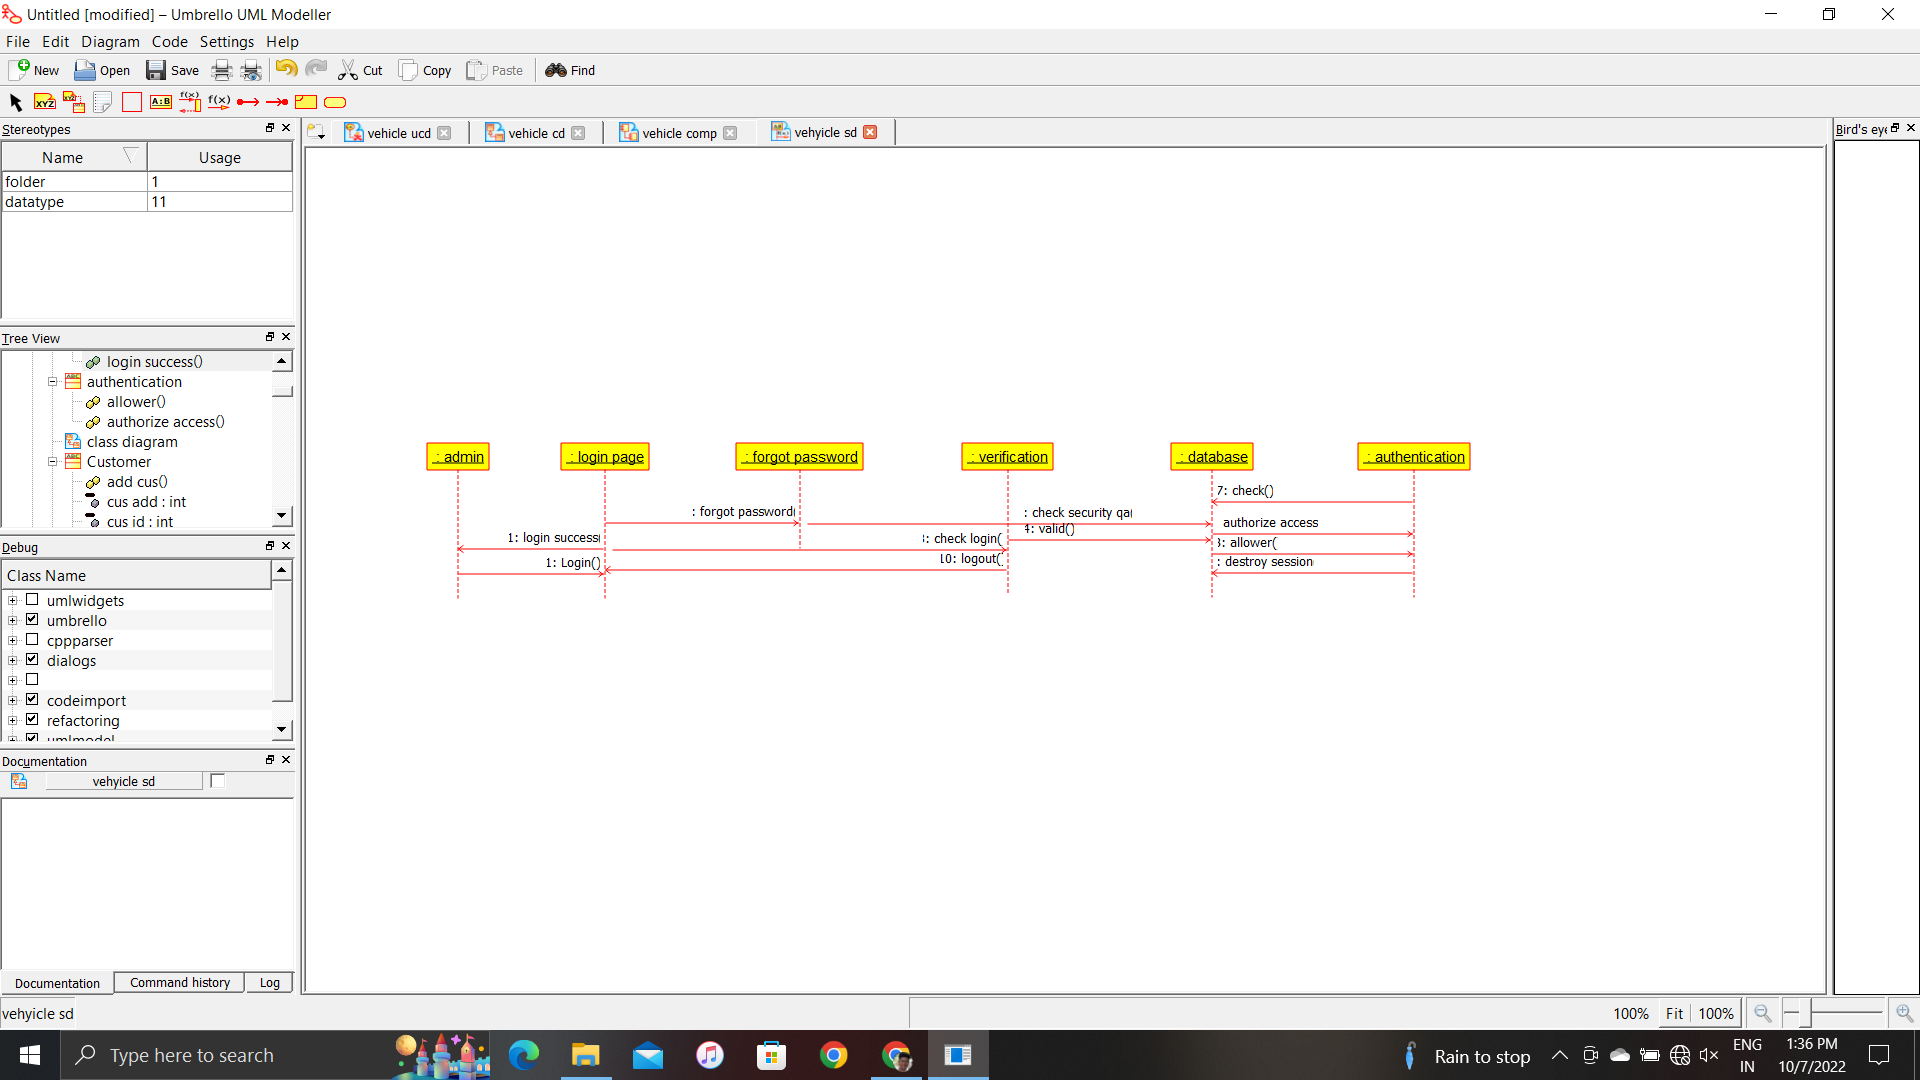 Untitled [modified] – Umbrello UML Modeller
File Edit Diagram Code Settings Help
New Open Save Cut Copy Paste Find
XYZ A:B f(x) f(x)
Stereotypes
Name Usage
folder 1
datatype 11
Tree View
login success()
authentication
allower()
authorize access()
class diagram
Customer
add cus()
cus add : int
cus id : int
Debug
Class Name
umlwidgets
umbrello
cppparser
dialogs
codeimport
refactoring
umlmodel
Documentation
vehyicle sd
Documentation Command history Log
vehicle ucd vehicle cd vehicle comp vehyicle sd
Bird's eye
: admin : login page : forgot password : verification : database : authentication
7: check()
: forgot password(
: check security qa(
authorize access
4: valid()
1: login success(
3: check login(
3: allower(
10: logout(
1: Login()
: destroy session
vehyicle sd
100% Fit 100%
Type here to search
Rain to stop
ENG
IN
1:36 PM
10/7/2022